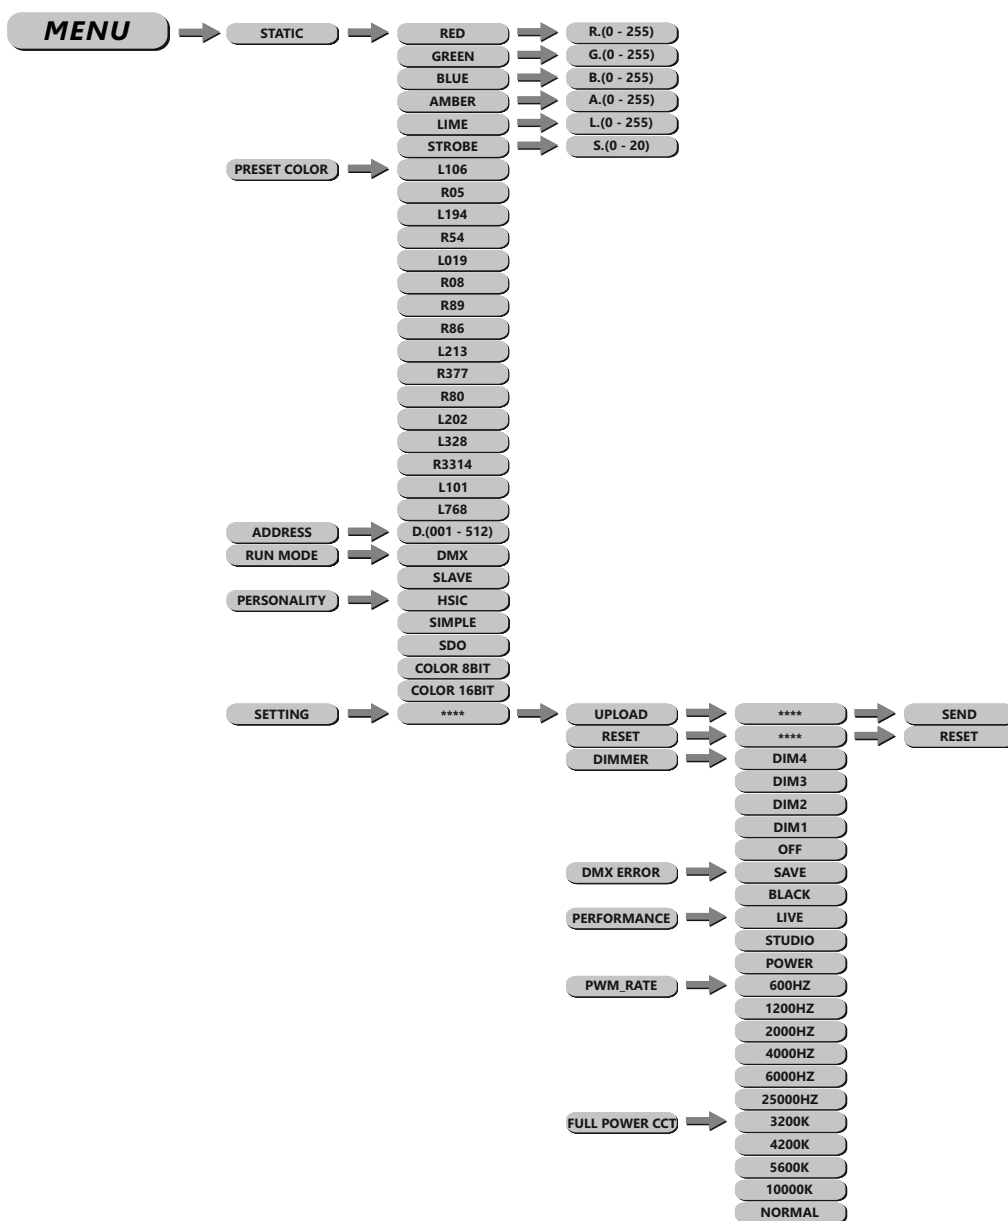 MENU STATIC RED R.(0 - 255)
GREEN G.(0 - 255)
BLUE B.(0 - 255)
AMBER A.(0 - 255)
LIME L.(0 - 255)
STROBE S.(0 - 20)
PRESET COLOR L106
R05
L194
R54
L019
R08
R89
R86
L213
R377
R80
L202
L328
R3314
L101
L768
ADDRESS D.(001 - 512)
RUN MODE DMX
SLAVE
PERSONALITY HSIC
SIMPLE
SDO
COLOR 8BIT
COLOR 16BIT
SETTING **** UPLOAD **** SEND
RESET **** RESET
DIMMER DIM4
DIM3
DIM2
DIM1
OFF
DMX ERROR SAVE
BLACK
PERFORMANCE LIVE
STUDIO
POWER
PWM_RATE 600HZ
1200HZ
2000HZ
4000HZ
6000HZ
25000HZ
FULL POWER CCT 3200K
4200K
5600K
10000K
NORMAL